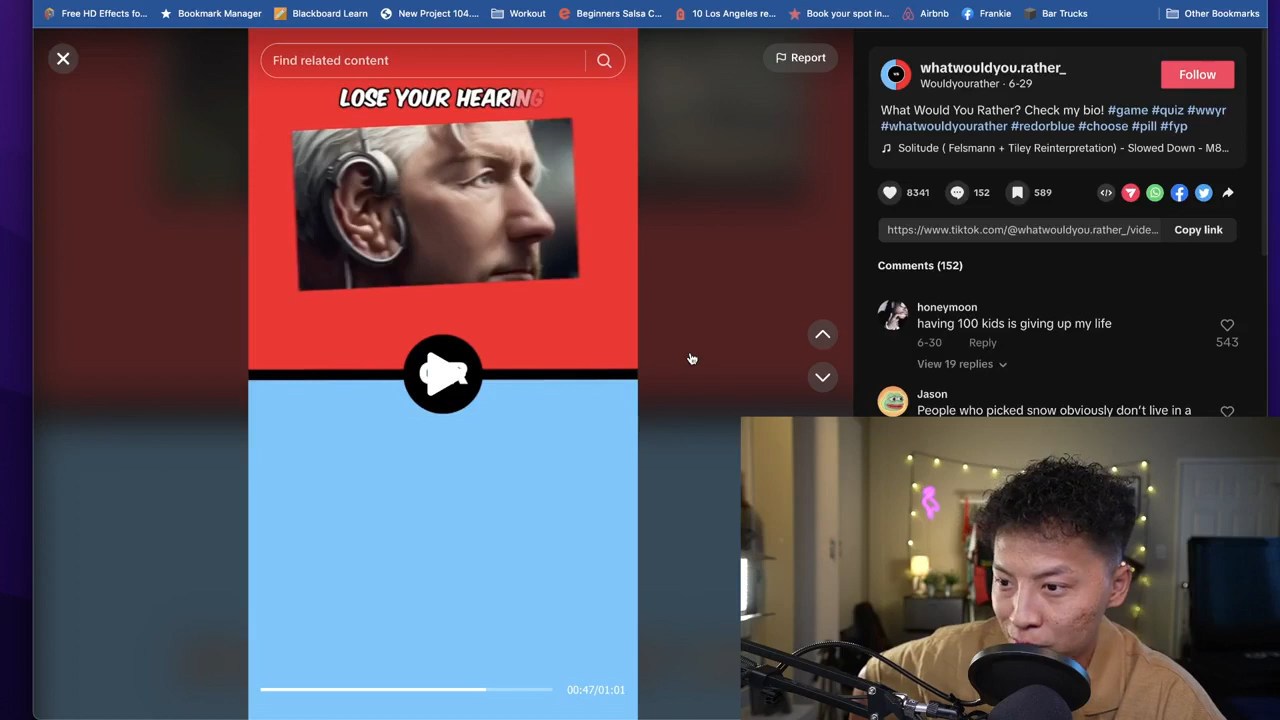 Free HD Effects fo...
Bookmark Manager
Blackboard Learn
New Project 104....
Workout
Beginners Salsa C...
10 Los Angeles re...
Book your spot in...
Airbnb
Frankie
Bar Trucks
Other Bookmarks
Find related content
Report
LOSE YOUR HEARING
00:47/01:01
whatwouldyou.rather_
Wouldyourather · 6-29
Follow
What Would You Rather? Check my bio! #game #quiz #wwyr
#whatwouldyourather #redorblue #choose #pill #fyp
Solitude ( Felsmann + Tiley Reinterpretation) - Slowed Down - M8...
8341
152
589
https://www.tiktok.com/@whatwouldyou.rather_/vide...
Copy link
Comments (152)
honeymoon
having 100 kids is giving up my life
6-30
Reply
543
View 19 replies
Jason
People who picked snow obviously don't live in a